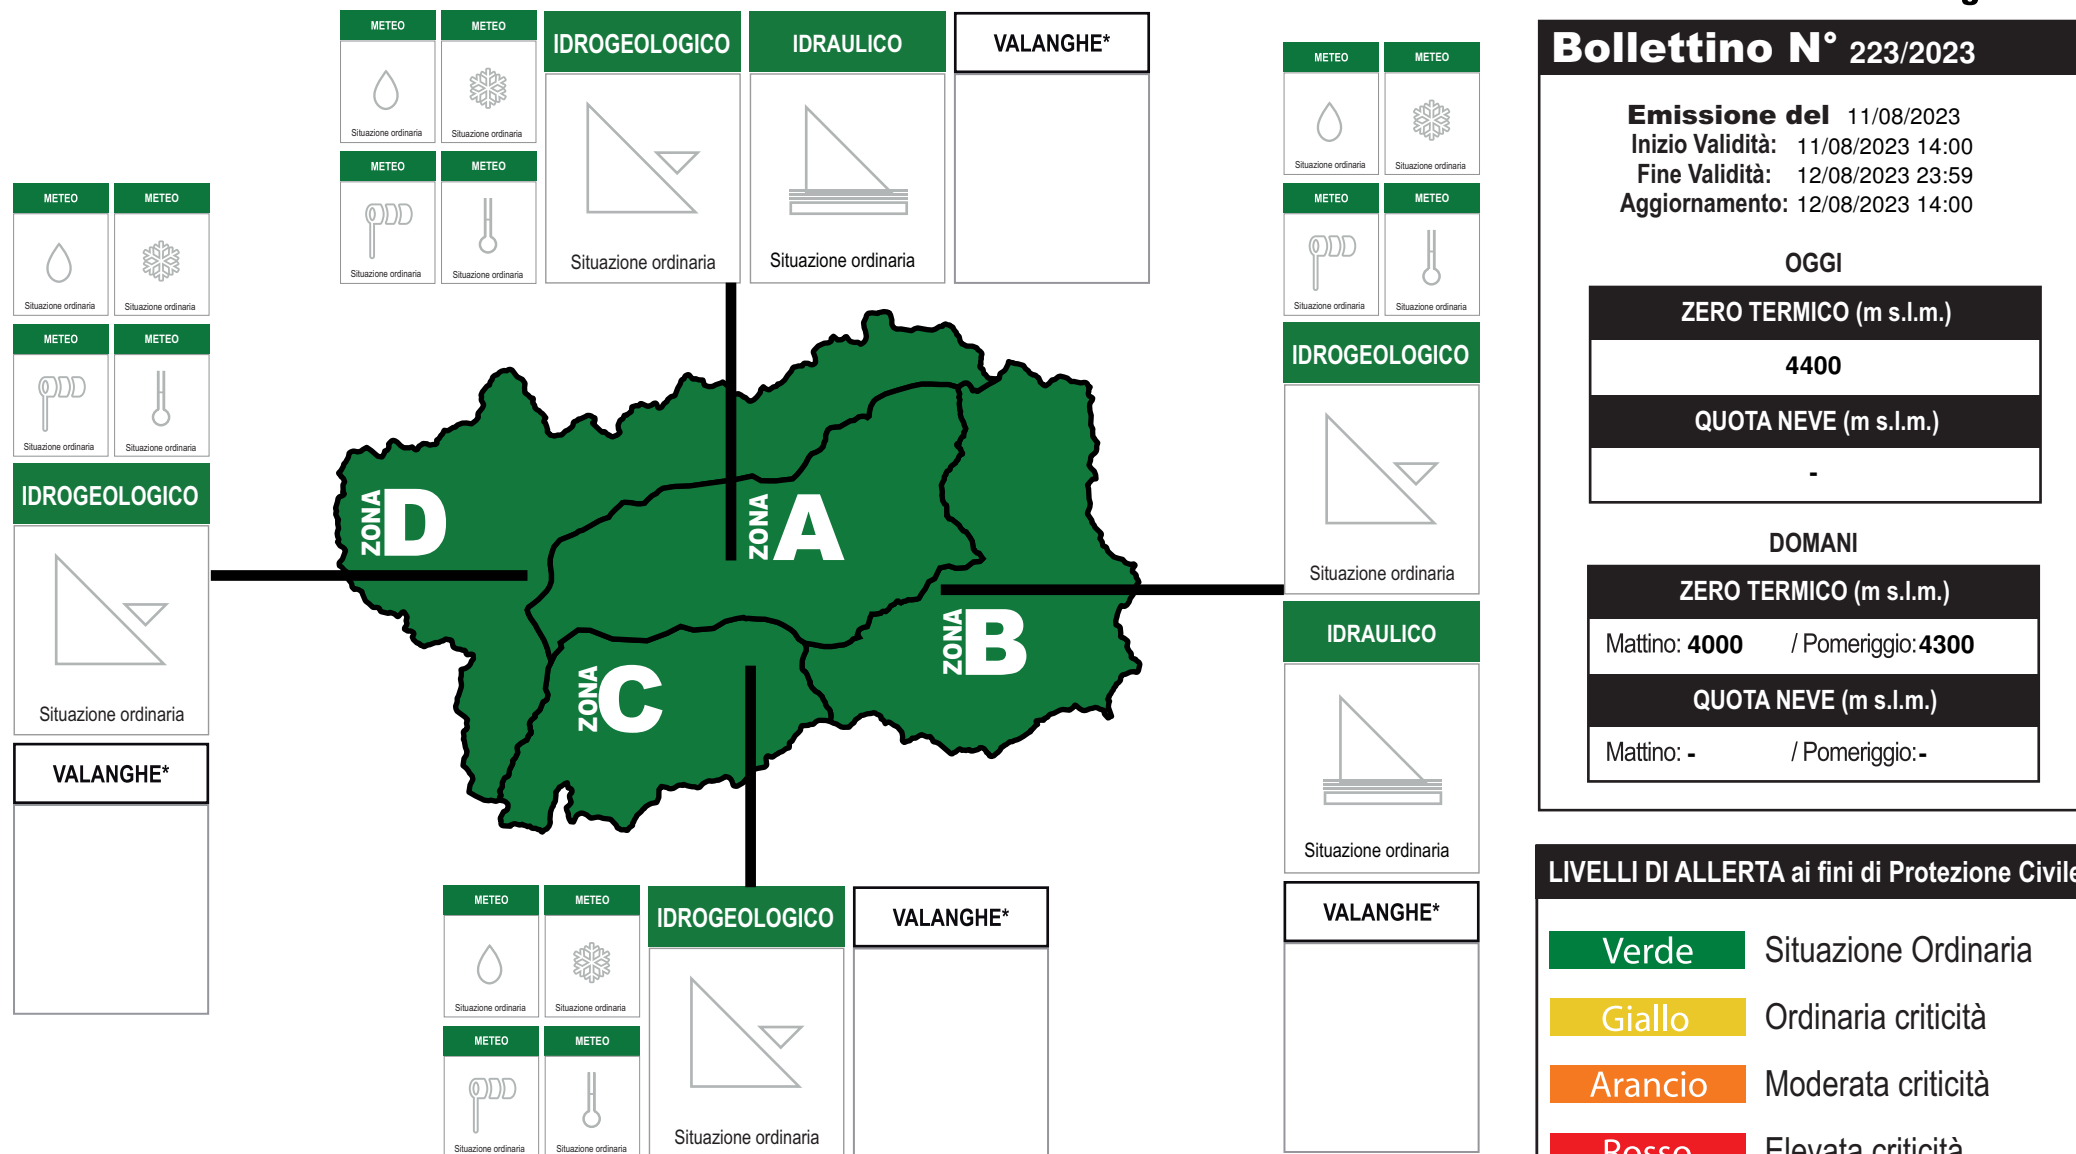 METEO METEO
Situazione ordinaria Situazione ordinaria
METEO METEO
Situazione ordinaria Situazione ordinaria
IDROGEOLOGICO
Situazione ordinaria
IDRAULICO
Situazione ordinaria
VALANGHE*
METEO METEO
Situazione ordinaria Situazione ordinaria
METEO METEO
Situazione ordinaria Situazione ordinaria
IDROGEOLOGICO
Situazione ordinaria
VALANGHE*
ZONA D
ZONA A
ZONA B
ZONA C
METEO METEO
Situazione ordinaria Situazione ordinaria
METEO METEO
Situazione ordinaria Situazione ordinaria
IDROGEOLOGICO
Situazione ordinaria
VALANGHE*
METEO METEO
Situazione ordinaria Situazione ordinaria
METEO METEO
Situazione ordinaria Situazione ordinaria
IDROGEOLOGICO
Situazione ordinaria
IDRAULICO
Situazione ordinaria
VALANGHE*
Bollettino N° 223/2023
Emissione del 11/08/2023
Inizio Validità: 11/08/2023 14:00
Fine Validità: 12/08/2023 23:59
Aggiornamento: 12/08/2023 14:00
OGGI
ZERO TERMICO (m s.l.m.)
4400
QUOTA NEVE (m s.l.m.)
-
DOMANI
ZERO TERMICO (m s.l.m.)
Mattino: 4000 / Pomeriggio: 4300
QUOTA NEVE (m s.l.m.)
Mattino: - / Pomeriggio: -
LIVELLI DI ALLERTA ai fini di Protezione Civile
Verde Situazione Ordinaria
Giallo Ordinaria criticità
Arancio Moderata criticità
Rosso Elevata criticità